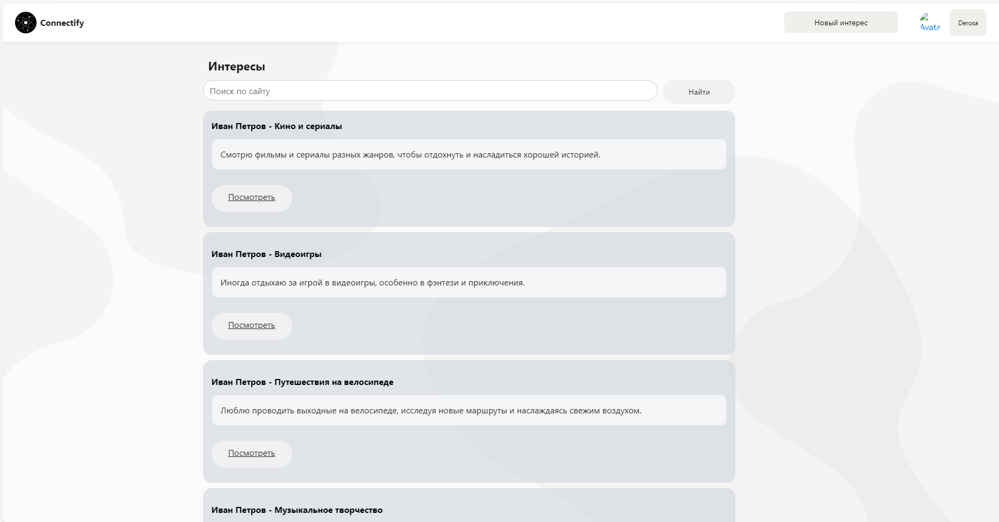 Connectify
Новый интерес
Avata
Derosa
Интересы
Поиск по сайту
Найти
Иван Петров - Кино и сериалы
Смотрю фильмы и сериалы разных жанров, чтобы отдохнуть и насладиться хорошей историей.
Посмотреть
Иван Петров - Видеоигры
Иногда отдыхаю за игрой в видеоигры, особенно в фэнтези и приключения.
Посмотреть
Иван Петров - Путешествия на велосипеде
Люблю проводить выходные на велосипеде, исследуя новые маршруты и наслаждаясь свежим воздухом.
Посмотреть
Иван Петров - Музыкальное творчество